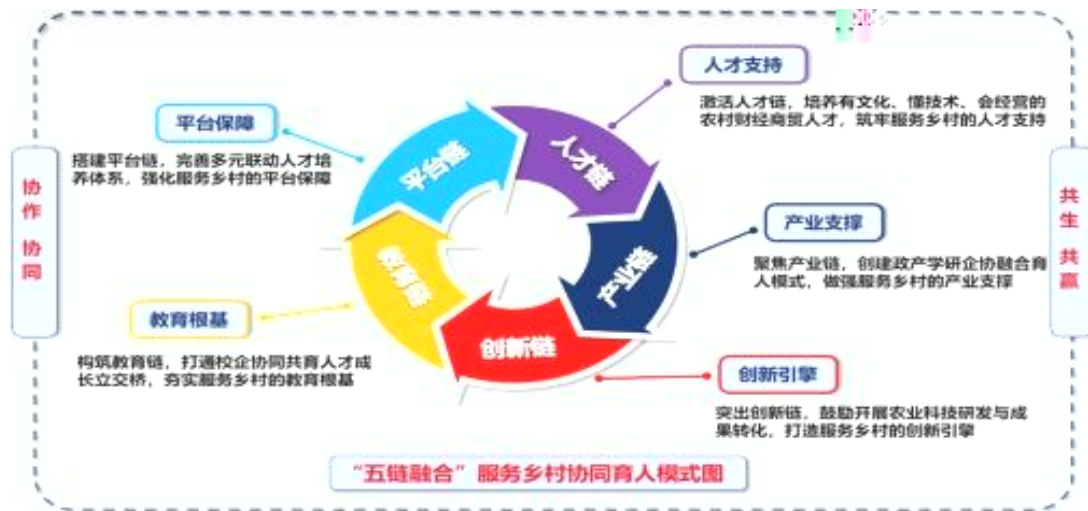 人才支持
激活人才链，培养有文化、懂技术、会经营的
农村财经商贸人才，筑牢服务乡村的人才支持
平台保障
搭建平台链，完善多元联动人才培
养体系，强化服务乡村的平台保障
平台链
人才链
产业链
创新链
教育链
协作 协同
共生 共赢
产业支撑
聚焦产业链，创建政产学研企协融合育
人模式，做强服务乡村的产业支撑
教育根基
构筑教育链，打通校企协同共育人才成
长立交桥，夯实服务乡村的教育根基
创新引擎
突出创新链，鼓励开展农业科技研发与成
果转化，打造服务乡村的创新引擎
“五链融合”服务乡村协同育人模式图